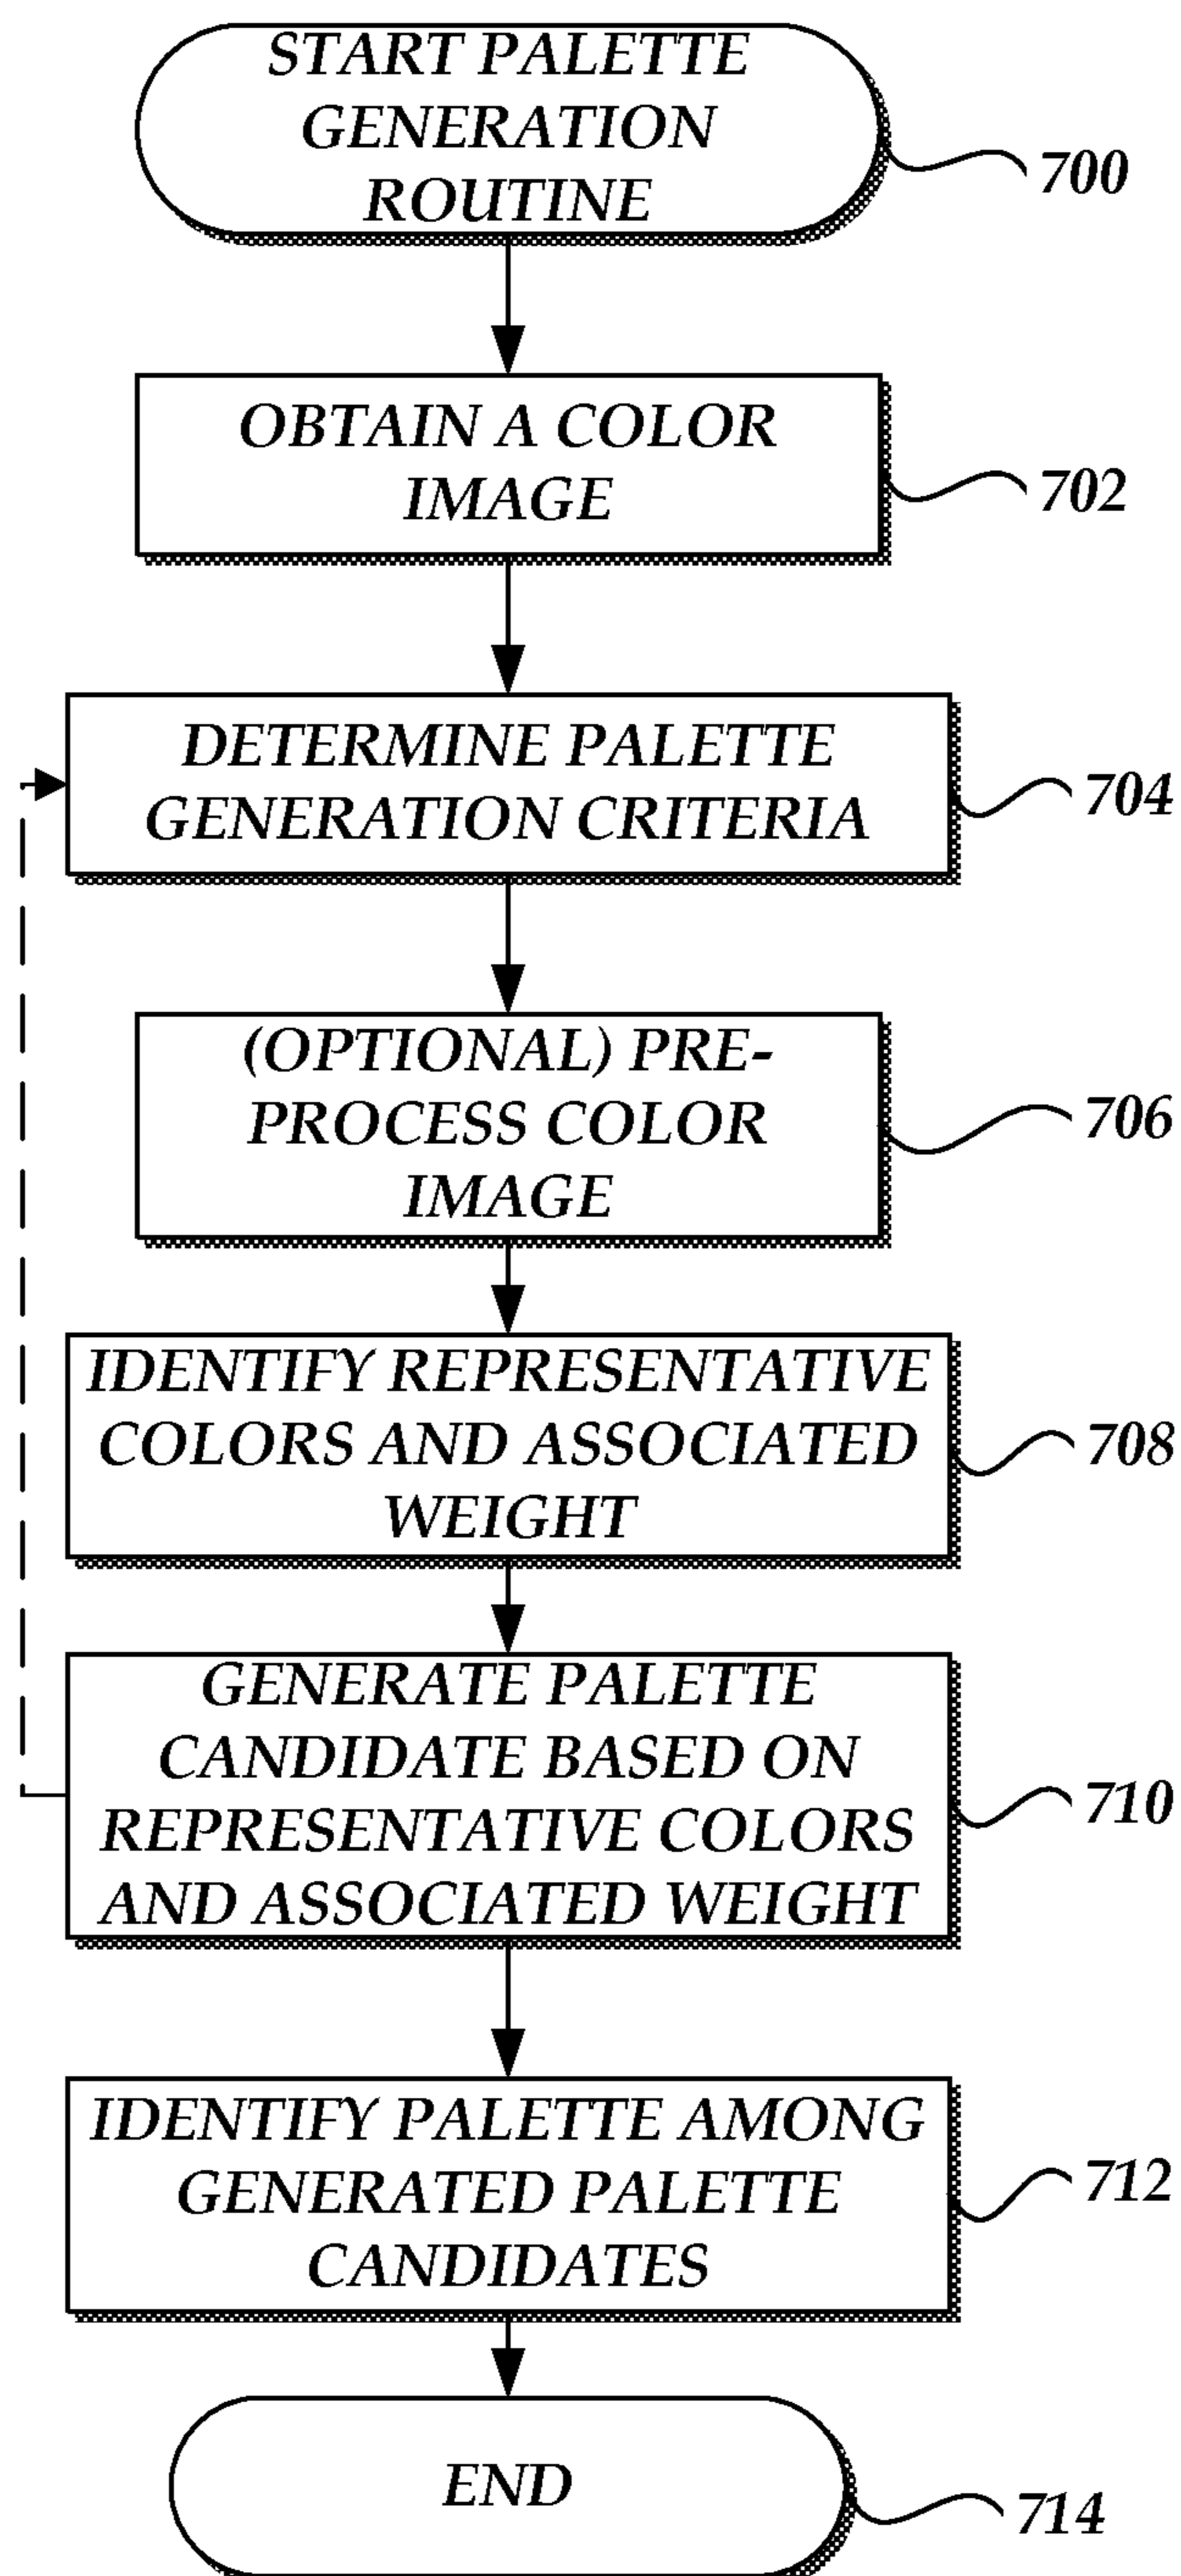 START PALETTE
GENERATION
ROUTINE
700
OBTAIN A COLOR
IMAGE
702
DETERMINE PALETTE
GENERATION CRITERIA
704
(OPTIONAL) PRE-
PROCESS COLOR
IMAGE
706
IDENTIFY REPRESENTATIVE
COLORS AND ASSOCIATED
WEIGHT
708
GENERATE PALETTE
CANDIDATE BASED ON
REPRESENTATIVE COLORS
AND ASSOCIATED WEIGHT
710
IDENTIFY PALETTE AMONG
GENERATED PALETTE
CANDIDATES
712
END
714